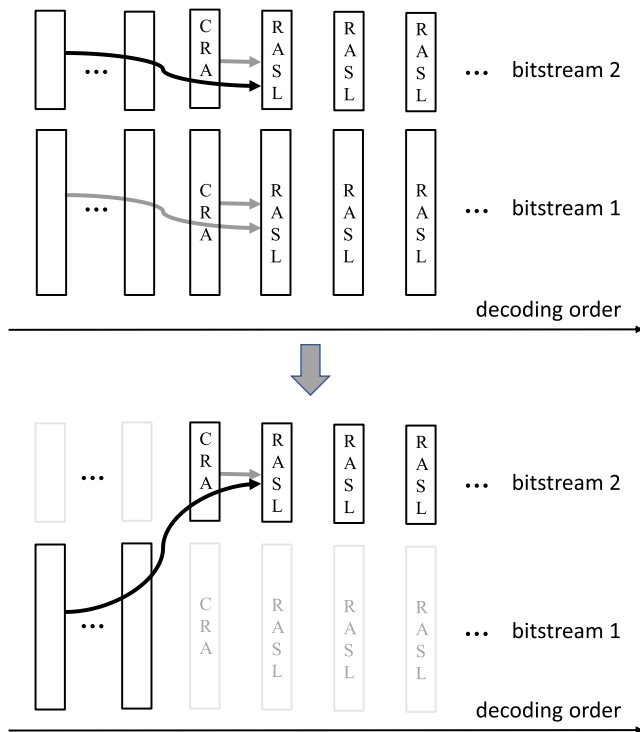 CRA
RASL
RASL
RASL
... bitstream 2
...
CRA
RASL
RASL
RASL
... bitstream 1
...
decoding order
CRA
RASL
RASL
RASL
... bitstream 2
...
CRA
RASL
RASL
RASL
... bitstream 1
...
decoding order